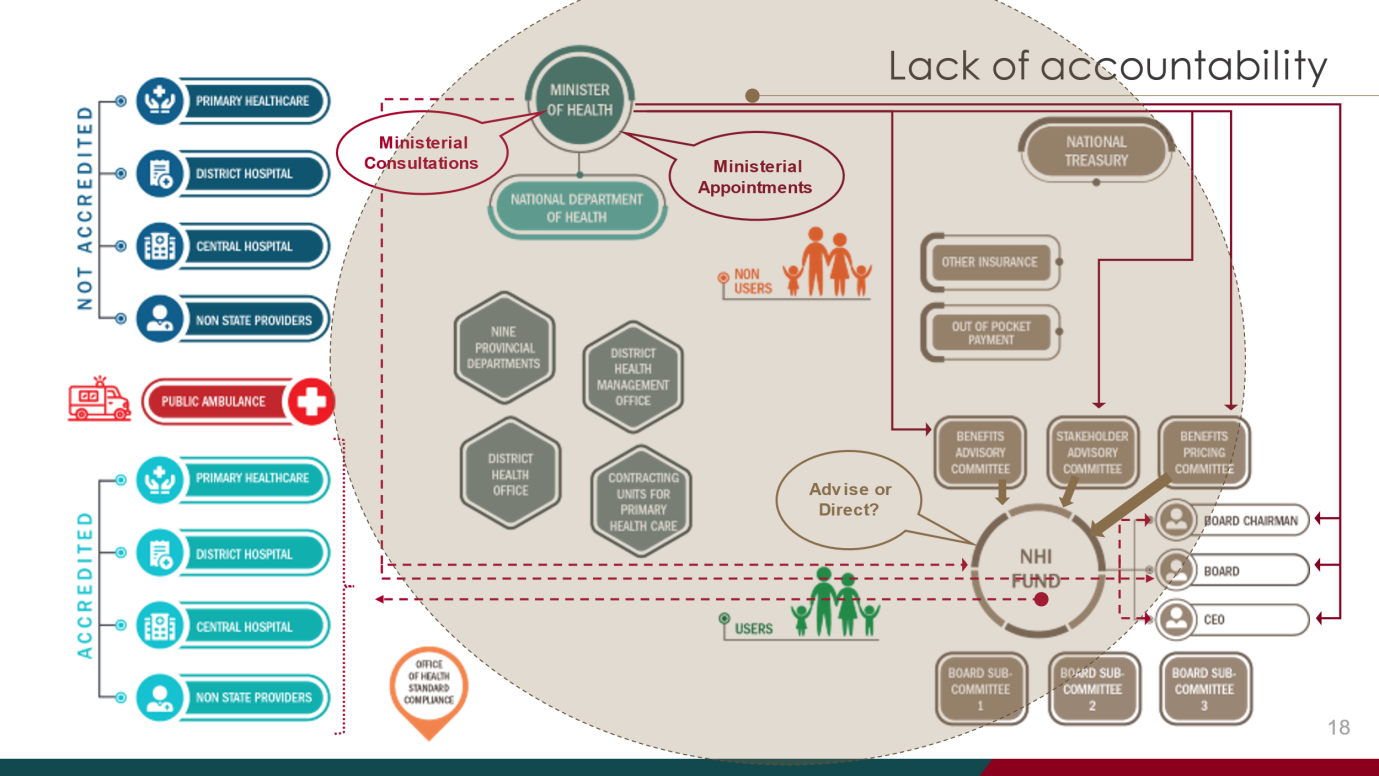 Lack of accountability
NOT ACCREDITED
PRIMARY HEALTHCARE
DISTRICT HOSPITAL
CENTRAL HOSPITAL
NON STATE PROVIDERS
PUBLIC AMBULANCE
ACCREDITED
PRIMARY HEALTHCARE
DISTRICT HOSPITAL
CENTRAL HOSPITAL
NON STATE PROVIDERS
MINISTER
OF HEALTH
Ministerial
Consultations
Ministerial
Appointments
NATIONAL DEPARTMENT
OF HEALTH
NATIONAL
TREASURY
NON
USERS
OTHER INSURANCE
OUT OF POCKET
PAYMENT
NINE
PROVINCIAL
DEPARTMENTS
DISTRICT
HEALTH
MANAGEMENT
OFFICE
DISTRICT
HEALTH
OFFICE
CONTRACTING
UNITS FOR
PRIMARY
HEALTH CARE
BENEFITS
ADVISORY
COMMITTEE
STAKEHOLDER
ADVISORY
COMMITTEE
BENEFITS
PRICING
COMMITTEE
Advise or
Direct?
NHI
FUND
BOARD CHAIRMAN
BOARD
CEO
USERS
OFFICE
OF HEALTH
STANDARD
COMPLIANCE
BOARD SUB-
COMMITTEE
1
BOARD SUB-
COMMITTEE
2
BOARD SUB-
COMMITTEE
3
18